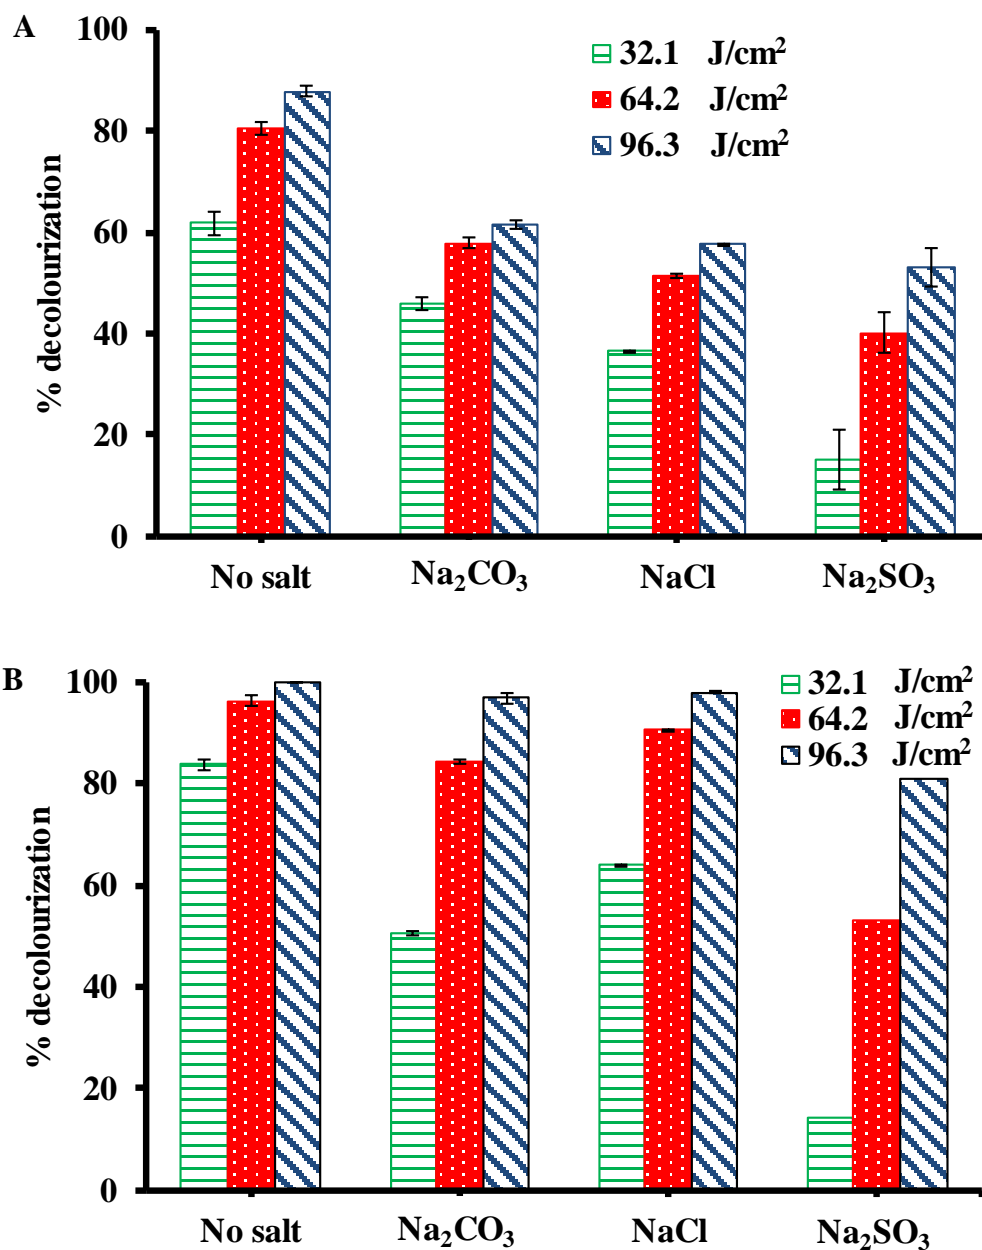 A
100
80
60
40
20
0
% decolourization
32.1 J/cm²
64.2 J/cm²
96.3 J/cm²
No salt Na₂CO₃ NaCl Na₂SO₃
B
100
80
60
40
20
0
% decolourization
32.1 J/cm²
64.2 J/cm²
96.3 J/cm²
No salt Na₂CO₃ NaCl Na₂SO₃